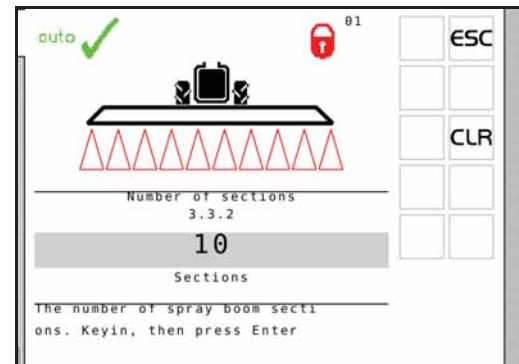 auto
01
ESC
CLR
Number of sections
3.3.2
10
Sections
The number of spray boom secti
ons. Keyin, then press Enter